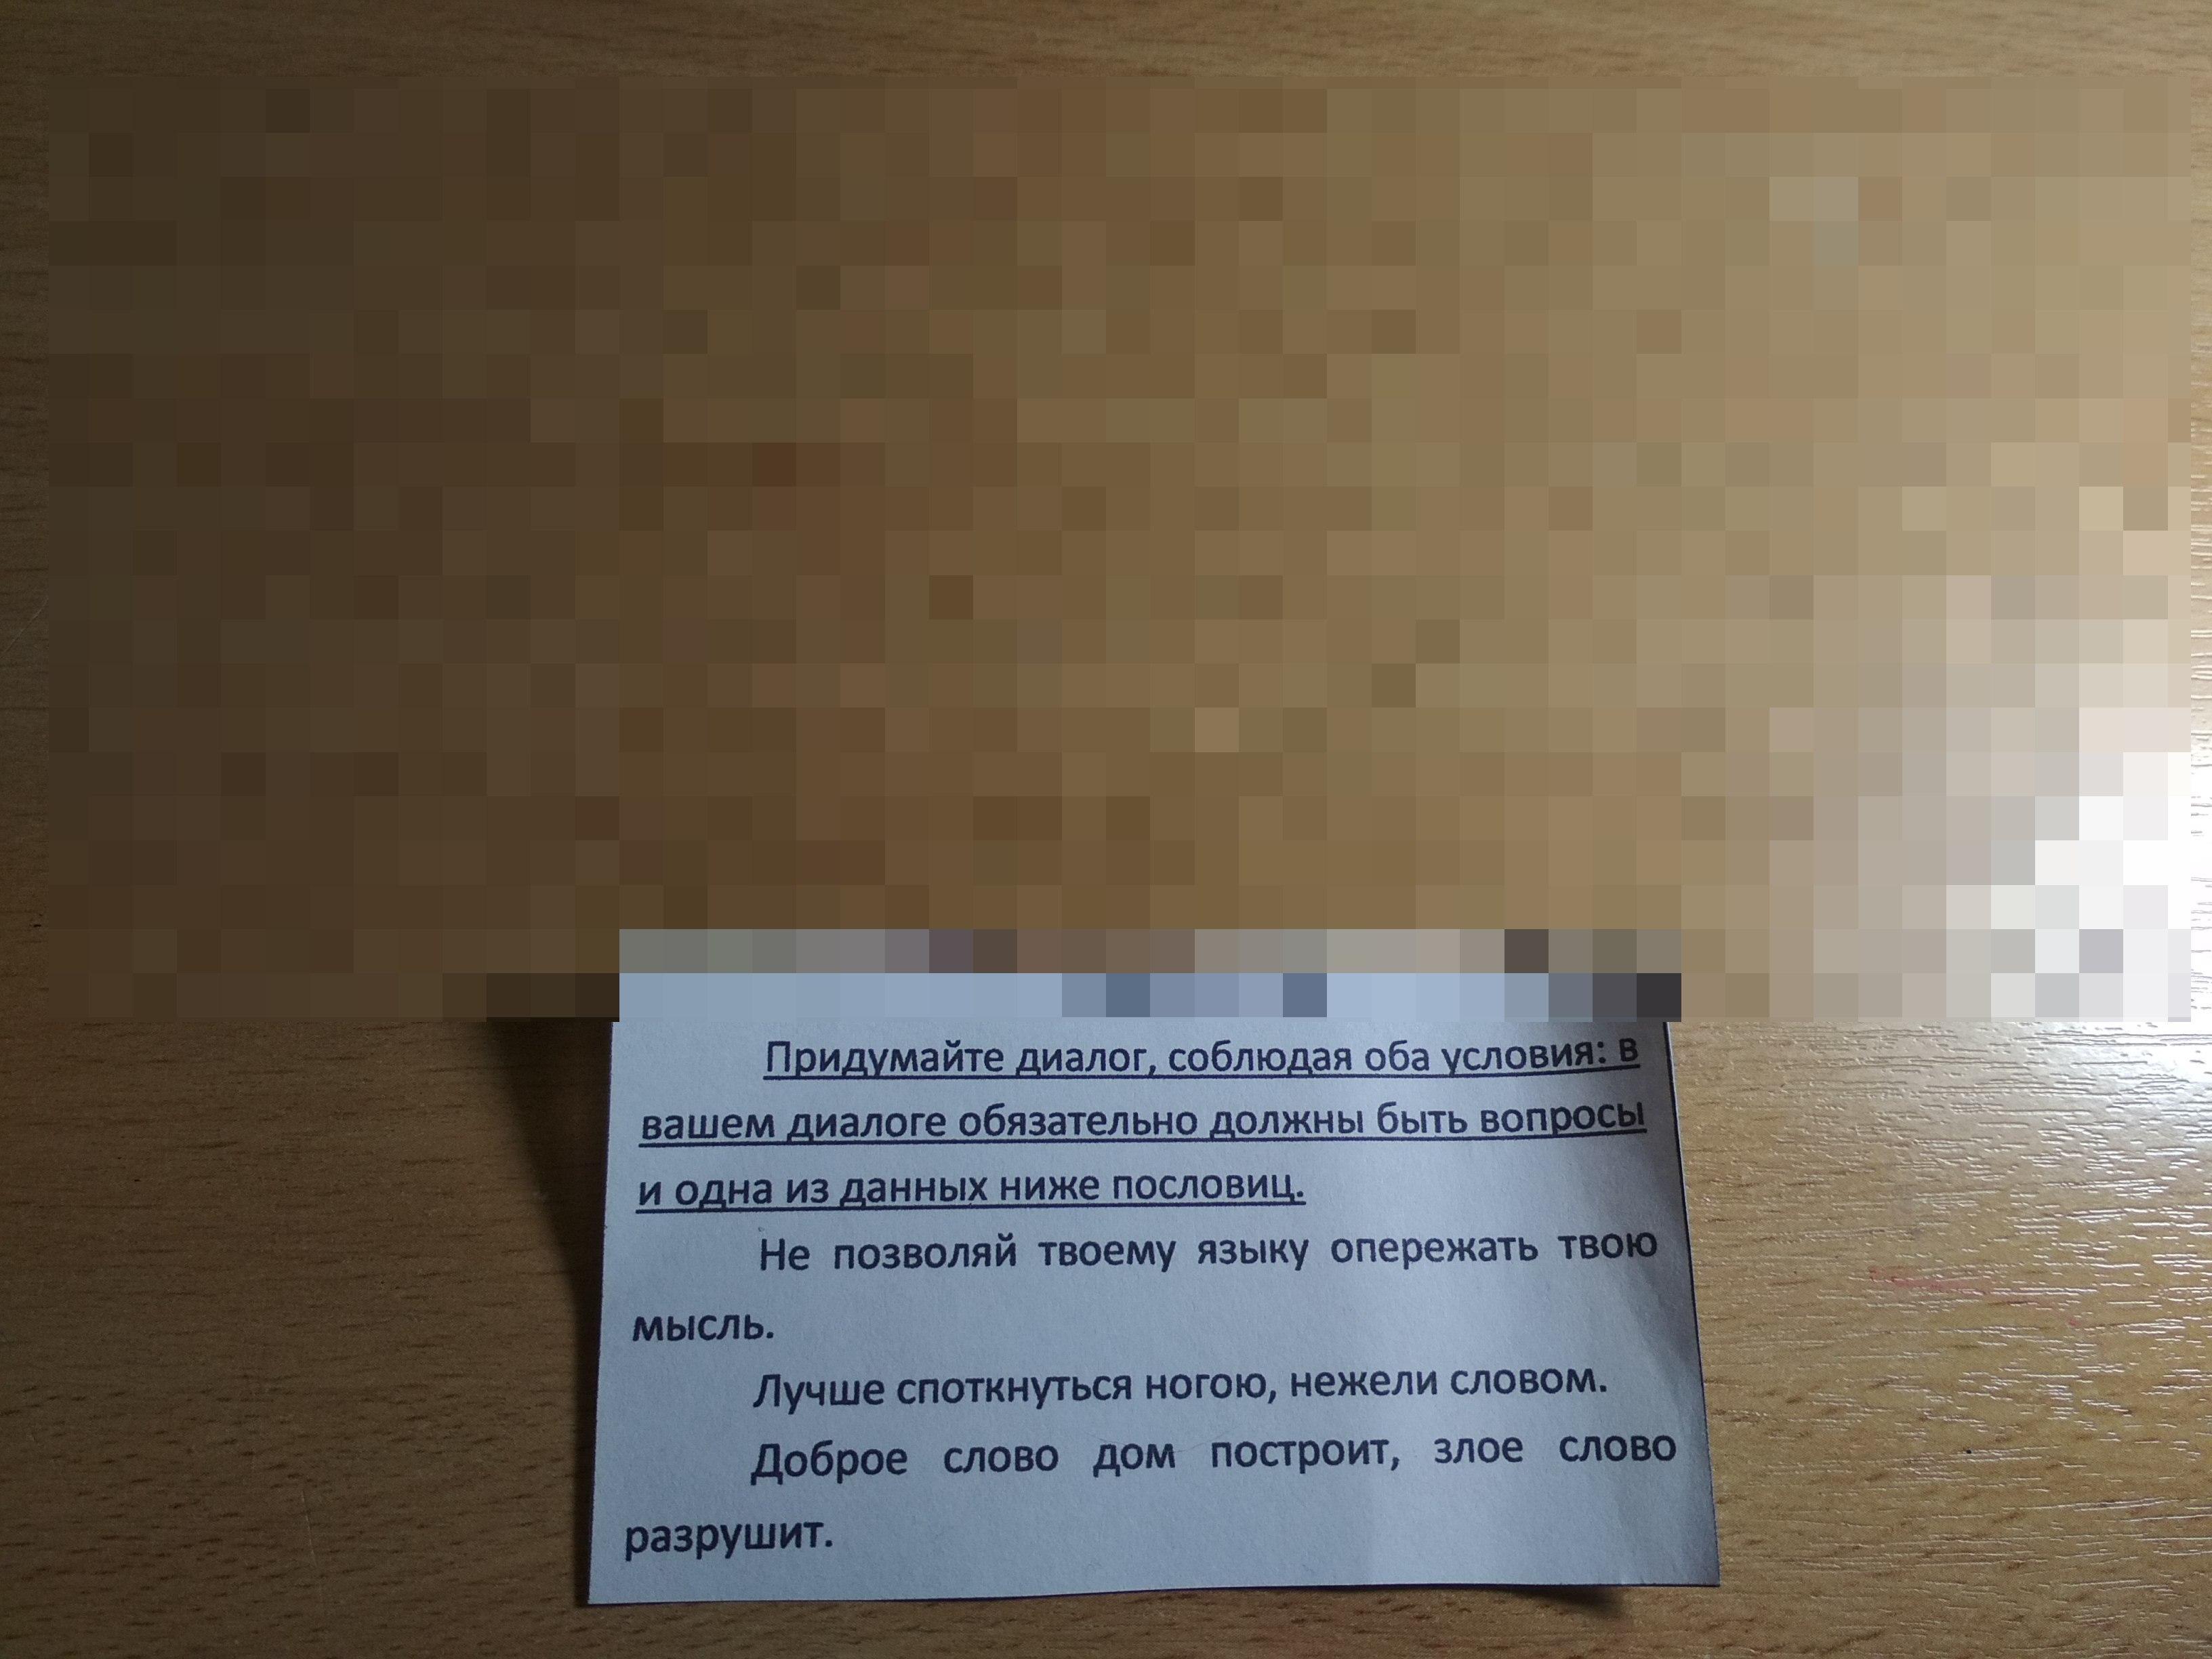 Придумайте диалог, соблюдая оба условия: в
вашем диалоге обязательно должны быть вопросы
и одна из данных ниже пословиц.
Не позволяй твоему языку опережать твою
мысль.
Лучше споткнуться ногою, нежели словом.
Доброе слово дом построит, злое слово
разрушит.